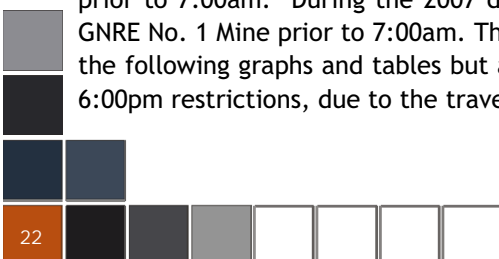 prior to 7:00am. During the 2007 d
GNRE No. 1 Mine prior to 7:00am. Th
the following graphs and tables but a
6:00pm restrictions, due to the trave
22